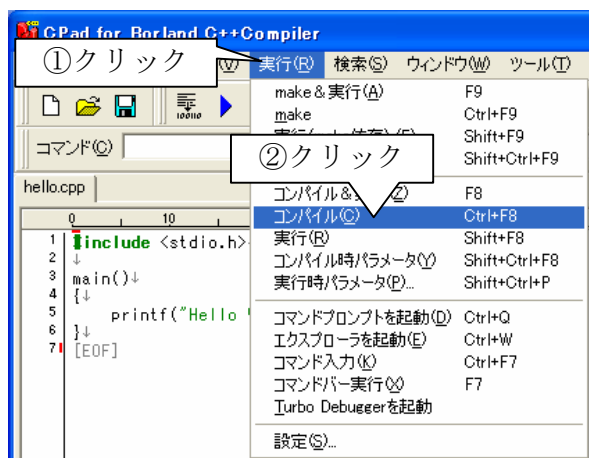 CPad for Borland C++Compiler
①クリック
(V) 実行(R) 検索(S) ウィンドウ(W) ツール(T)
make&実行(A) F9
make Ctrl+F9
Shift+F9
Shift+Ctrl+F9
コマンド(C)
②クリック
hello.cpp
コンパイル& (Z) F8
コンパイル(C) Ctrl+F8
実行(R) Shift+F8
コンパイル時パラメータ(Y) Shift+Ctrl+F8
実行時パラメータ(P)... Shift+Ctrl+P
コマンドプロンプトを起動(D) Ctrl+Q
エクスプローラを起動(E) Ctrl+W
コマンド入力(K) Ctrl+F7
コマンドバー実行(X) F7
Turbo Debuggerを起動
設定(S)...
0 10
1 #include <stdio.h>
2 ↓
3 main()↓
4 {↓
5 printf("Hello
6 }↓
7 [EOF]